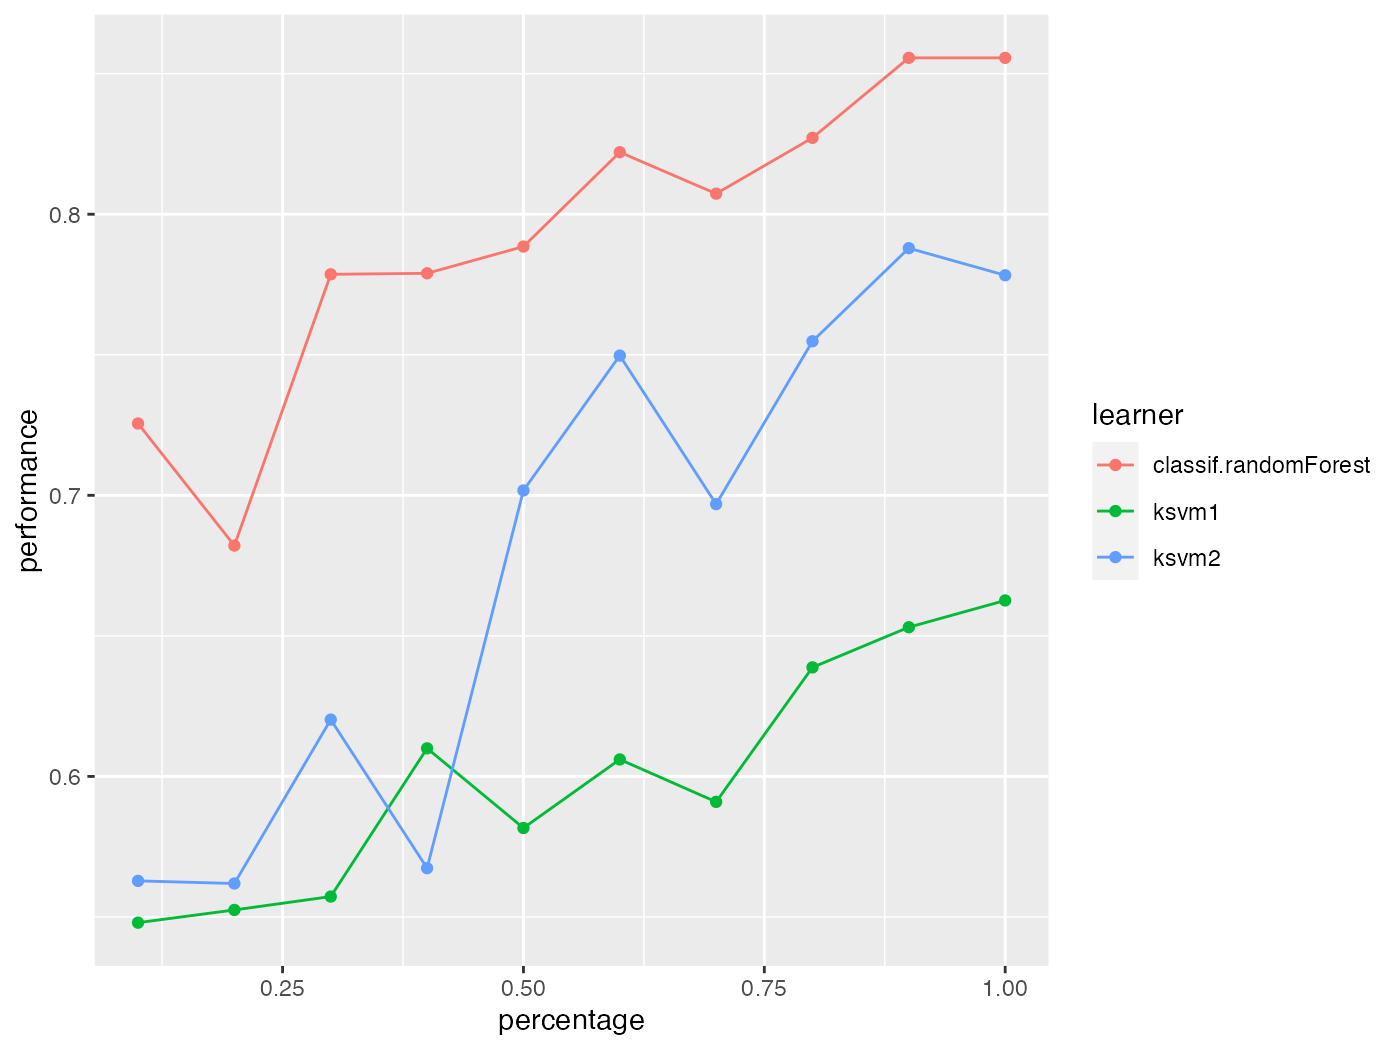 performance
0.8
0.7
0.6
0.25 0.50 0.75 1.00
percentage
learner
classif.randomForest
ksvm1
ksvm2